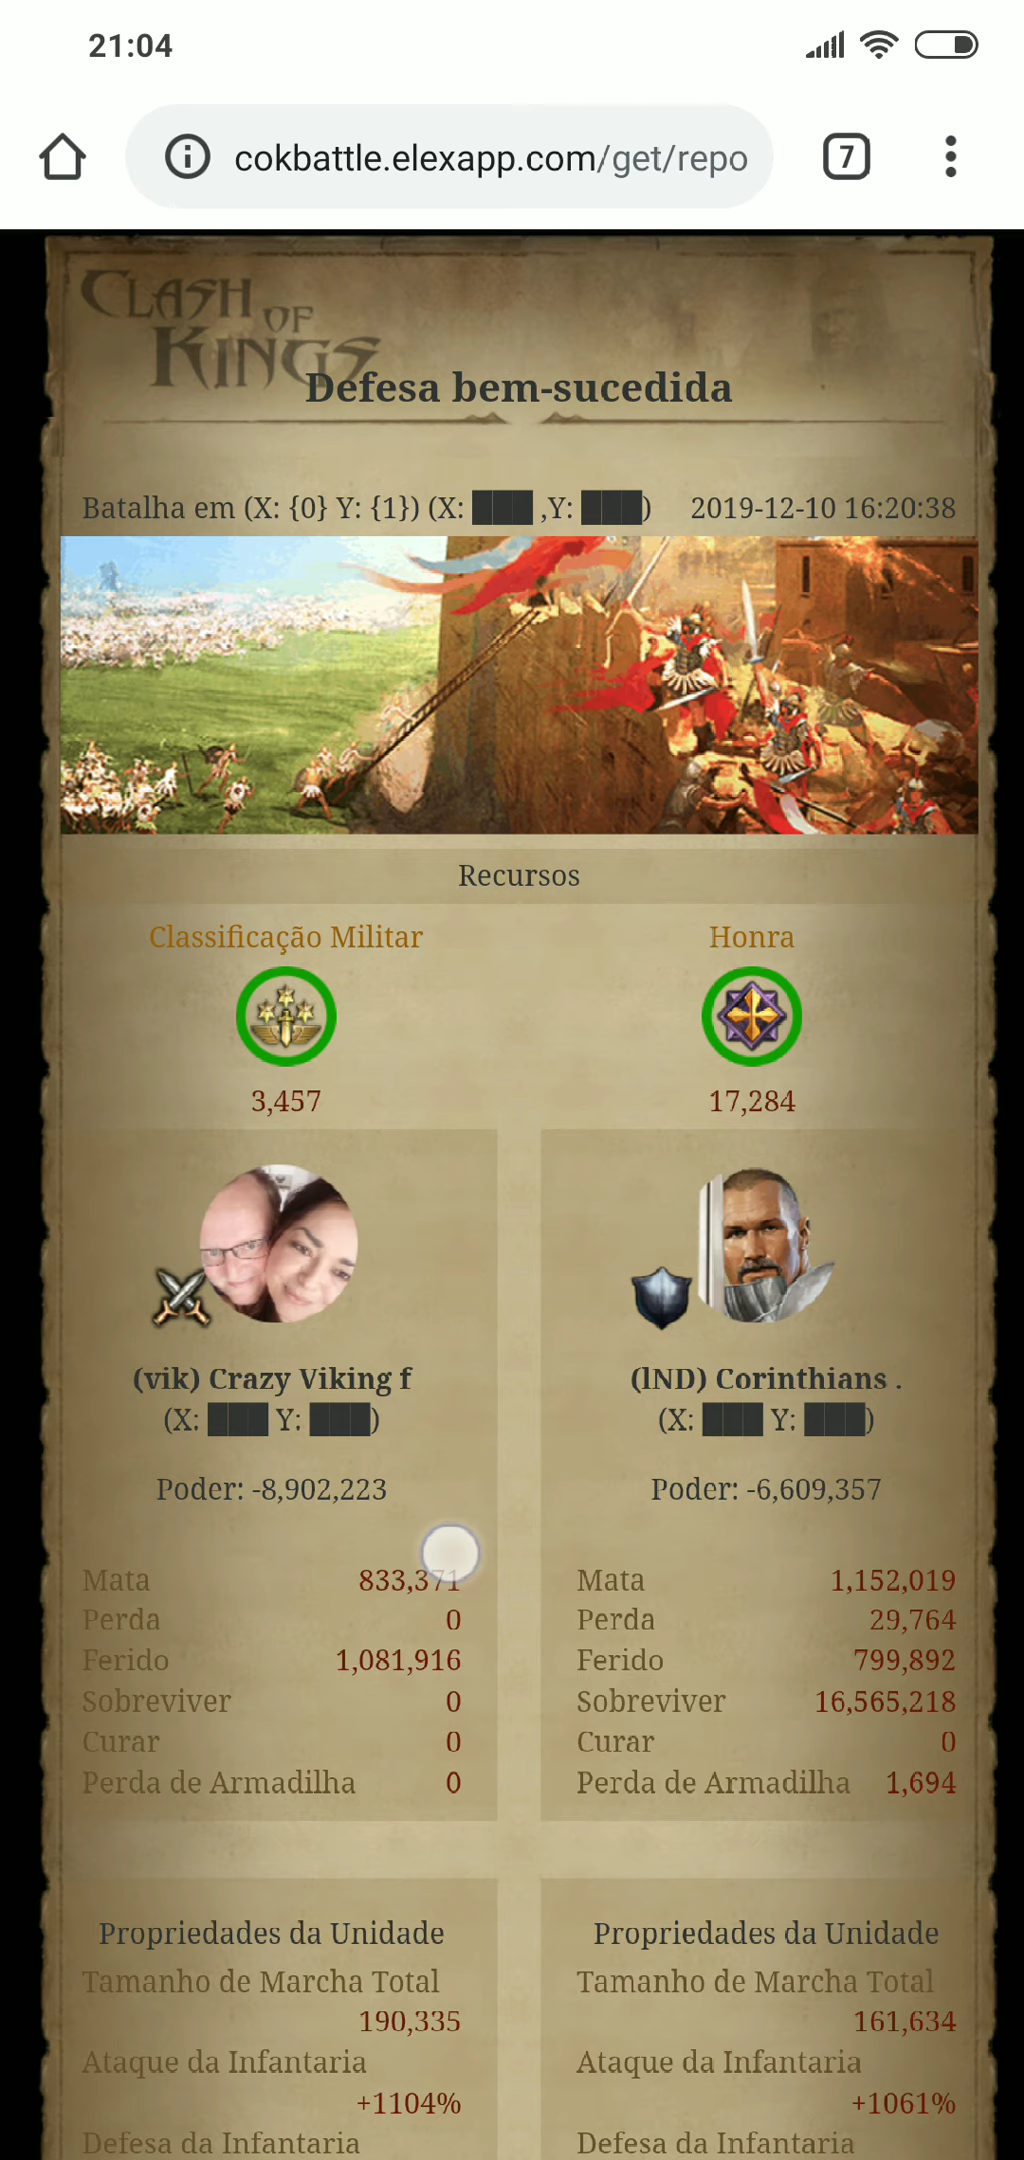 21:04
cokbattle.elexapp.com/get/repo
7
CLASH OF KINGS
Defesa bem-sucedida
Batalha em (X: {0} Y: {1}) (X: ███ ,Y: ███) 2019-12-10 16:20:38
Recursos
Classificação Militar Honra
3,457 17,284
(vik) Crazy Viking f (lND) Corinthians .
(X: ███ Y: ███) (X: ███ Y: ███)
Poder: -8,902,223 Poder: -6,609,357
Mata 833,371 Mata 1,152,019
Perda 0 Perda 29,764
Ferido 1,081,916 Ferido 799,892
Sobreviver 0 Sobreviver 16,565,218
Curar 0 Curar 0
Perda de Armadilha 0 Perda de Armadilha 1,694
Propriedades da Unidade Propriedades da Unidade
Tamanho de Marcha Total Tamanho de Marcha Total
190,335 161,634
Ataque da Infantaria Ataque da Infantaria
+1104% +1061%
Defesa da Infantaria Defesa da Infantaria